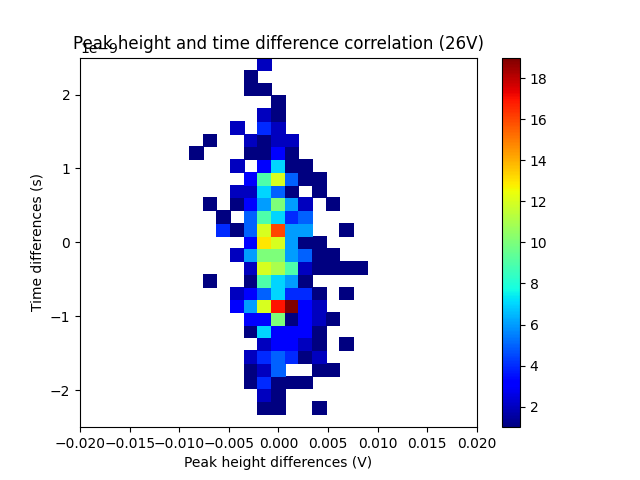 Peak height and time difference correlation (26V)
1e−9
2
1
0
−1
−2
Time differences (s)
−0.020 −0.015 −0.010 −0.005 0.000 0.005 0.010 0.015 0.020
Peak height differences (V)
18
16
14
12
10
8
6
4
2